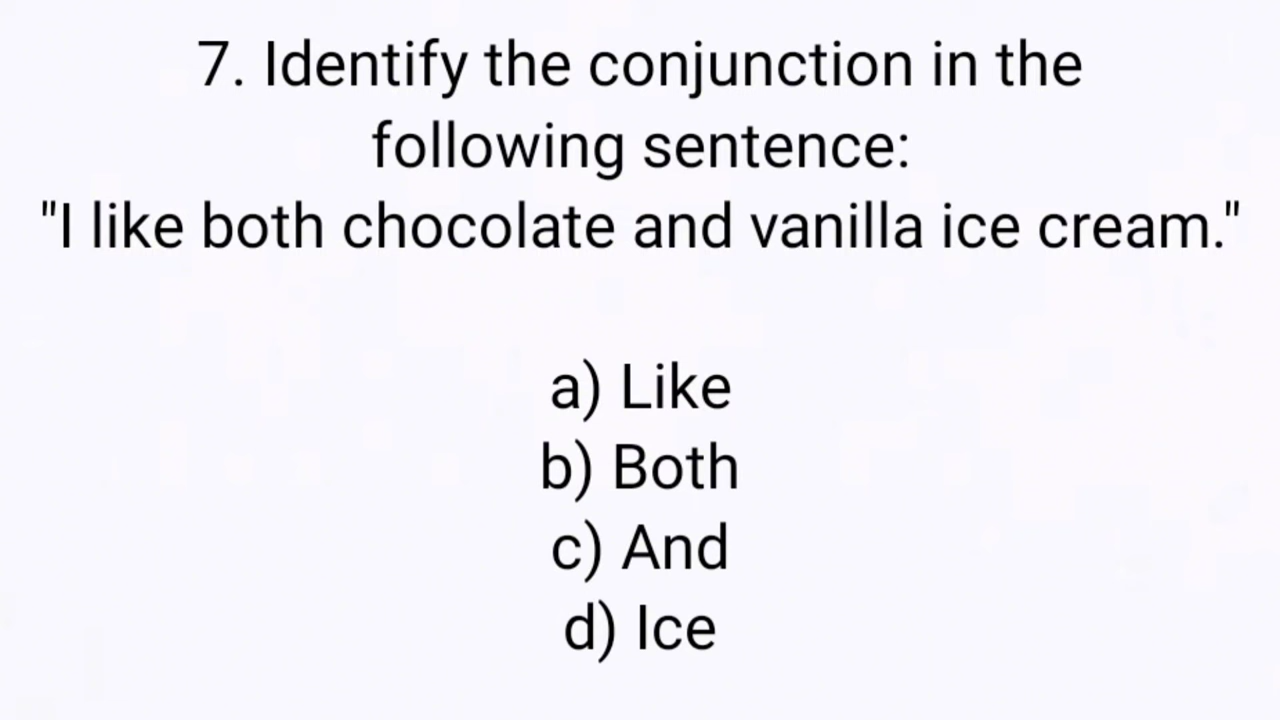 7. Identify the conjunction in the
following sentence:
"I like both chocolate and vanilla ice cream."
a) Like
b) Both
c) And
d) Ice